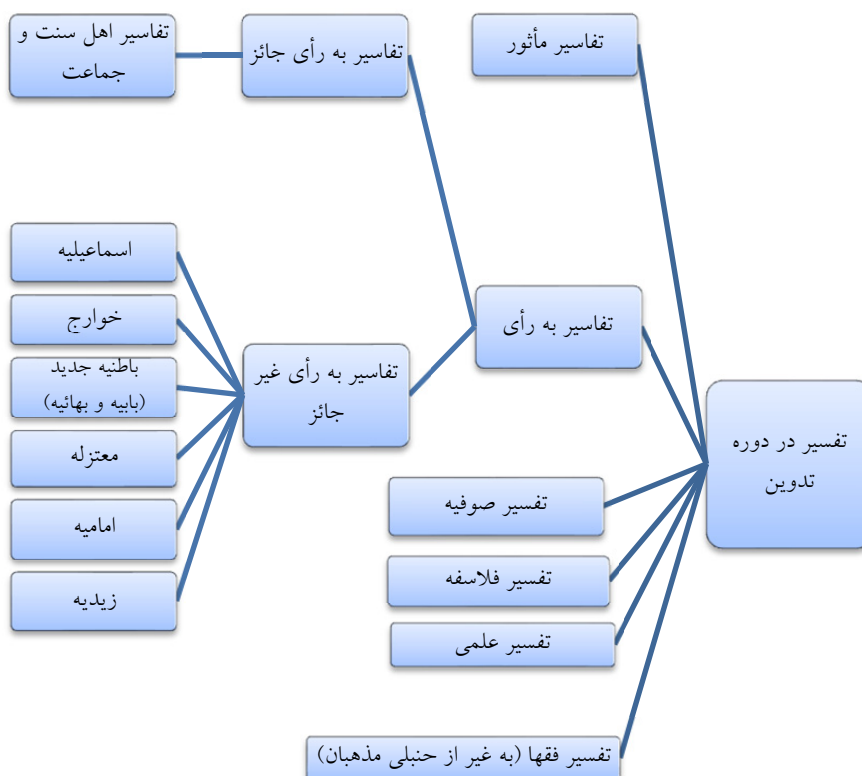 تفاسیر مأثور
تفاسیر به رأی جائز
تفاسیر اهل سنت و
جماعت
تفسیر در دوره
تدوین
تفاسیر به رأی
تفاسیر به رأی غیر
جائز
اسماعیلیه
خوارج
باطنیه جدید
(بابیه و بهائیه)
معتزله
امامیه
زیدیه
تفسیر صوفیه
تفسیر فلاسفه
تفسیر علمی
تفسیر فقها (به غیر از حنبلی مذهبان)